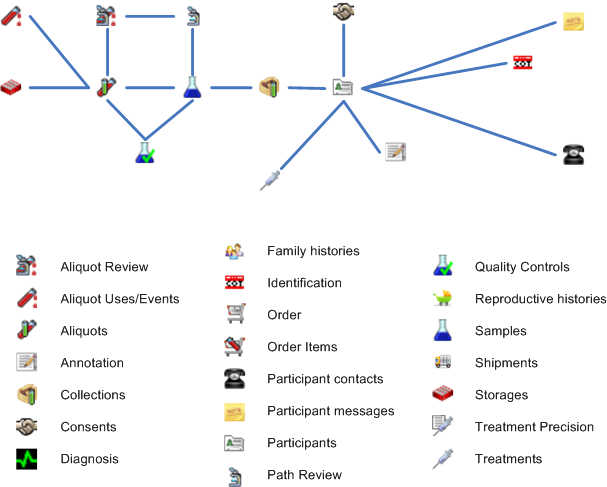 Aliquot Review
Aliquot Uses/Events
Aliquots
Annotation
Collections
Consents
Diagnosis
Family histories
Identification
Order
Order Items
Participant contacts
Participant messages
Participants
Path Review
Quality Controls
Reproductive histories
Samples
Shipments
Storages
Treatment Precision
Treatments